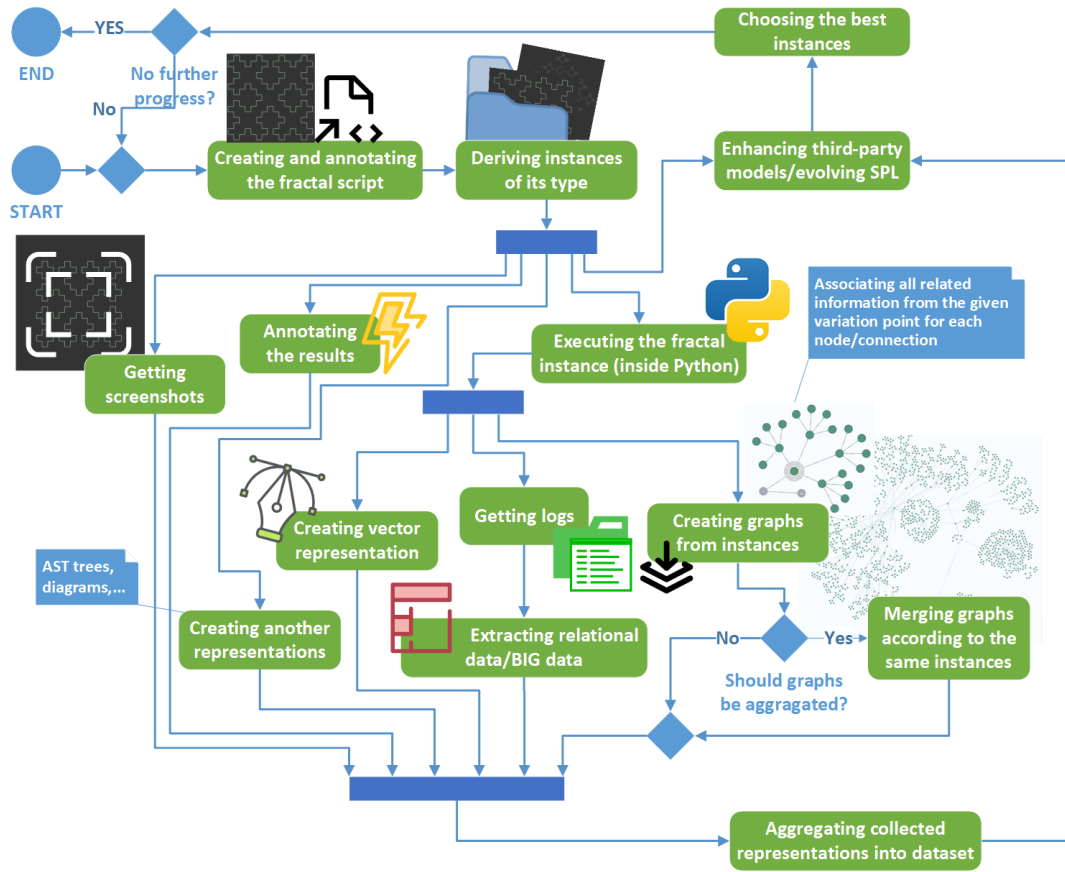 YES
END
No further
progress?
No
START
Choosing the best
instances
Creating and annotating
the fractal script
Deriving instances
of its type
Enhancing third-party
models/evolving SPL
Annotating
the results
Executing the fractal
instance (inside Python)
Associating all related
information from the given
variation point for each
node/connection
Getting
screenshots
Creating vector
representation
Getting logs
Creating graphs
from instances
AST trees,
diagrams,...
Creating another
representations
Extracting relational
data/BIG data
No
Yes
Should graphs
be aggragated?
Merging graphs
according to the
same instances
Aggregating collected
representations into dataset